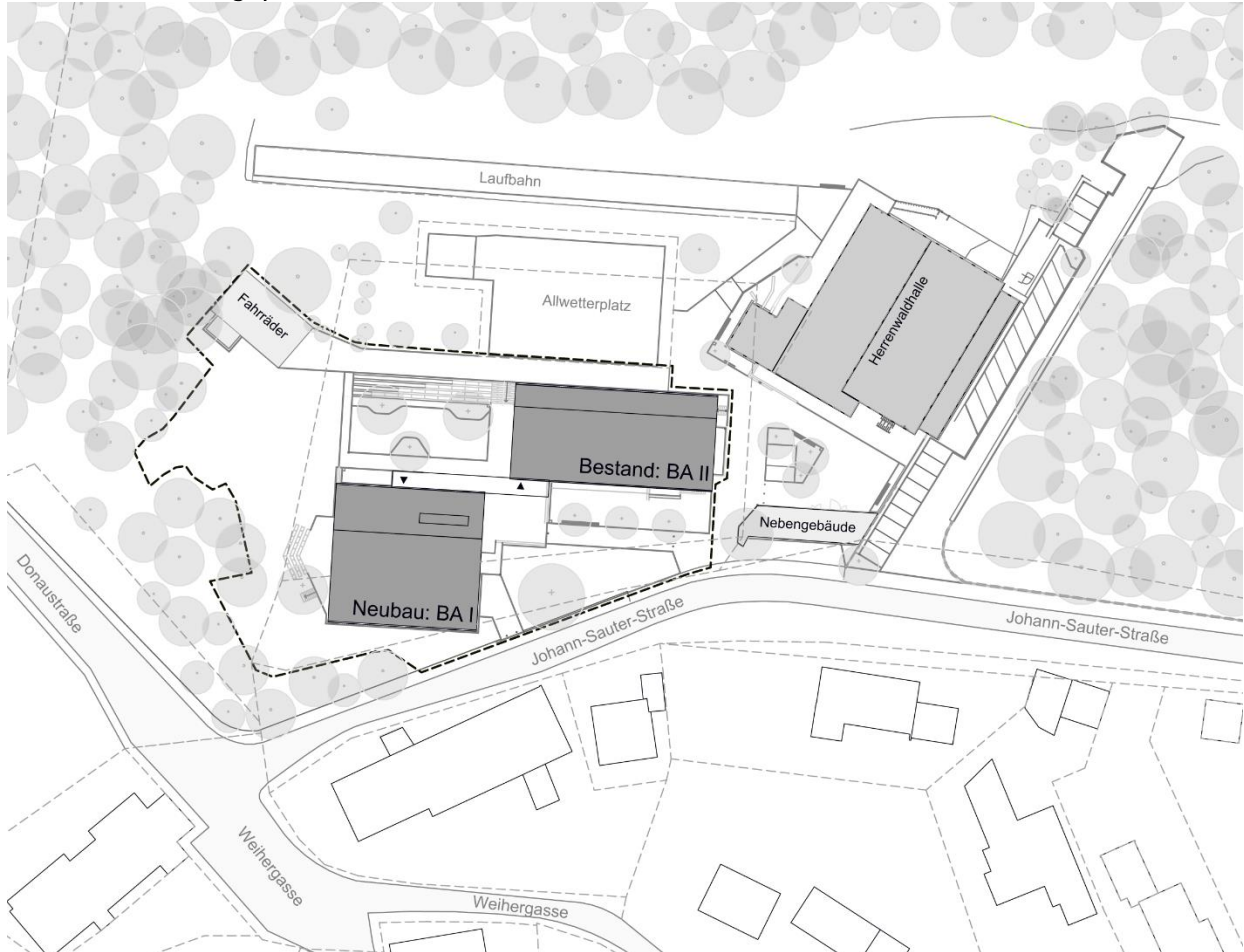 Laufbahn
Allwetterplatz
Fahrräder
Herrenwaldhalle
Bestand: BA II
Nebengebäude
Neubau: BA I
Donaustraße
Johann-Sauter-Straße
Johann-Sauter-Straße
Weihergasse
Weihergasse